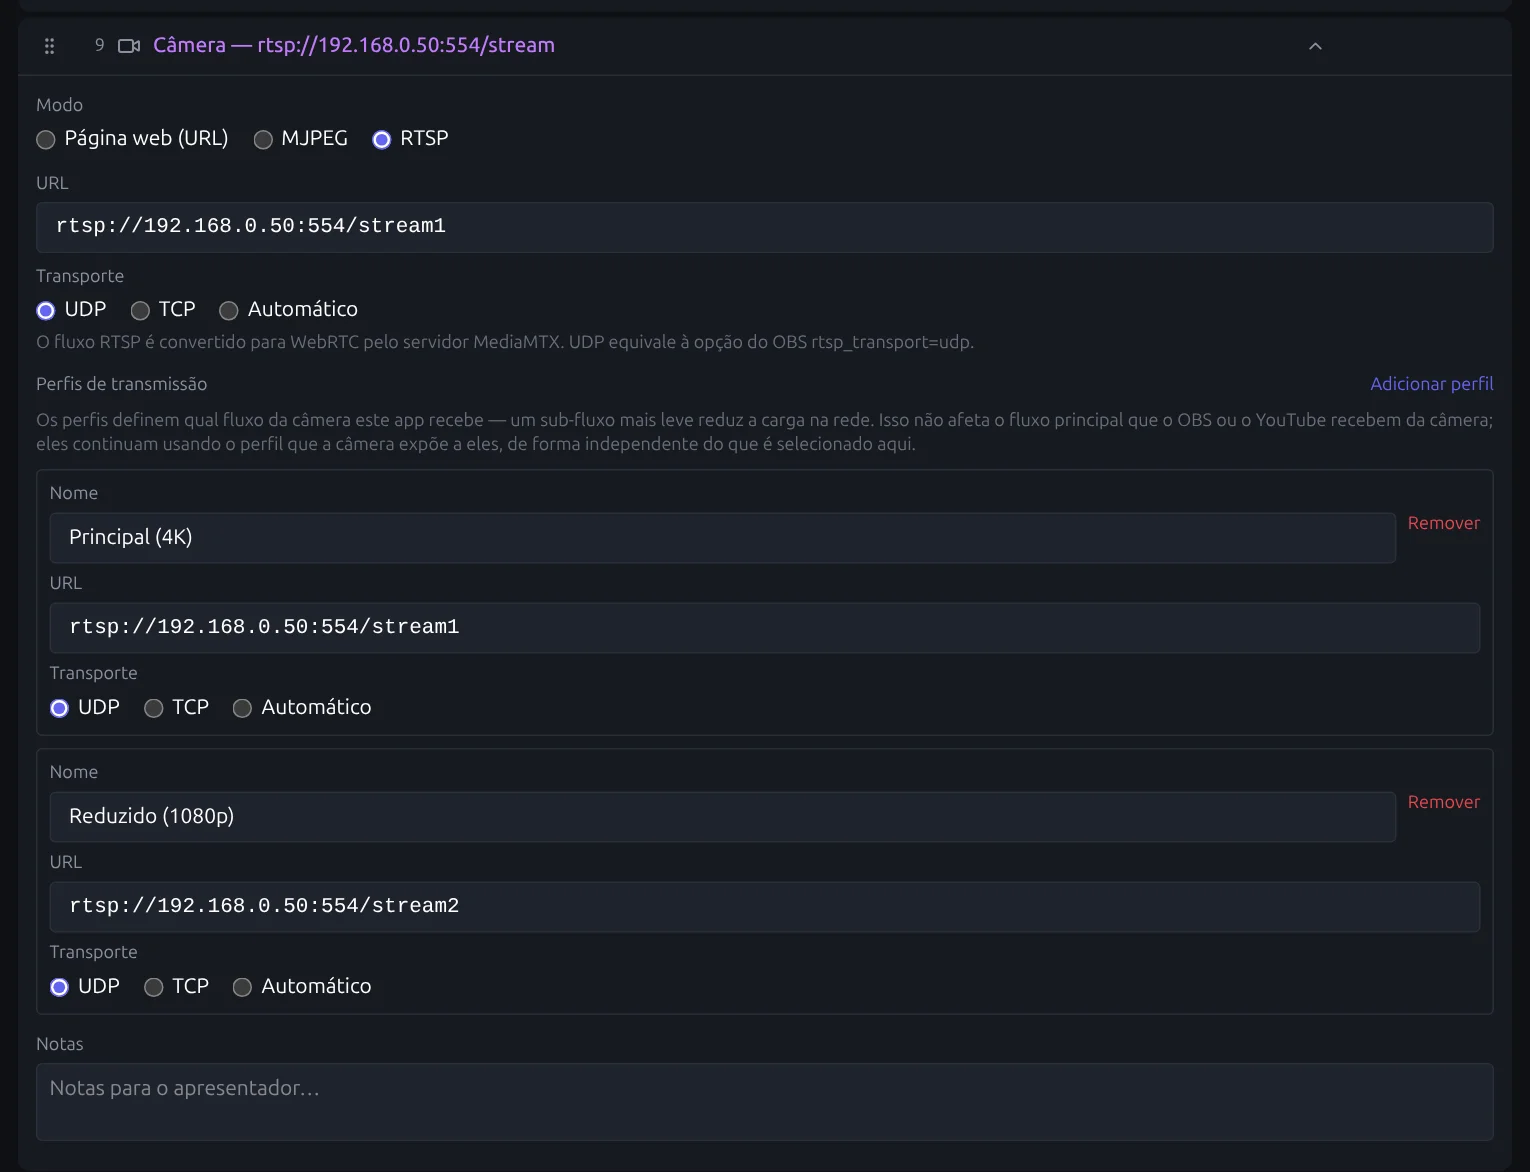 9 Câmera — rtsp://192.168.0.50:554/stream
Modo
Página web (URL) MJPEG RTSP
URL
rtsp://192.168.0.50:554/stream1
Transporte
UDP TCP Automático
O fluxo RTSP é convertido para WebRTC pelo servidor MediaMTX. UDP equivale à opção do OBS rtsp_transport=udp.
Perfis de transmissão Adicionar perfil
Os perfis definem qual fluxo da câmera este app recebe — um sub-fluxo mais leve reduz a carga na rede. Isso não afeta o fluxo principal que o OBS ou o YouTube recebem da câmera;
eles continuam usando o perfil que a câmera expõe a eles, de forma independente do que é selecionado aqui.
Nome
Principal (4K) Remover
URL
rtsp://192.168.0.50:554/stream1
Transporte
UDP TCP Automático
Nome
Reduzido (1080p) Remover
URL
rtsp://192.168.0.50:554/stream2
Transporte
UDP TCP Automático
Notas
Notas para o apresentador…